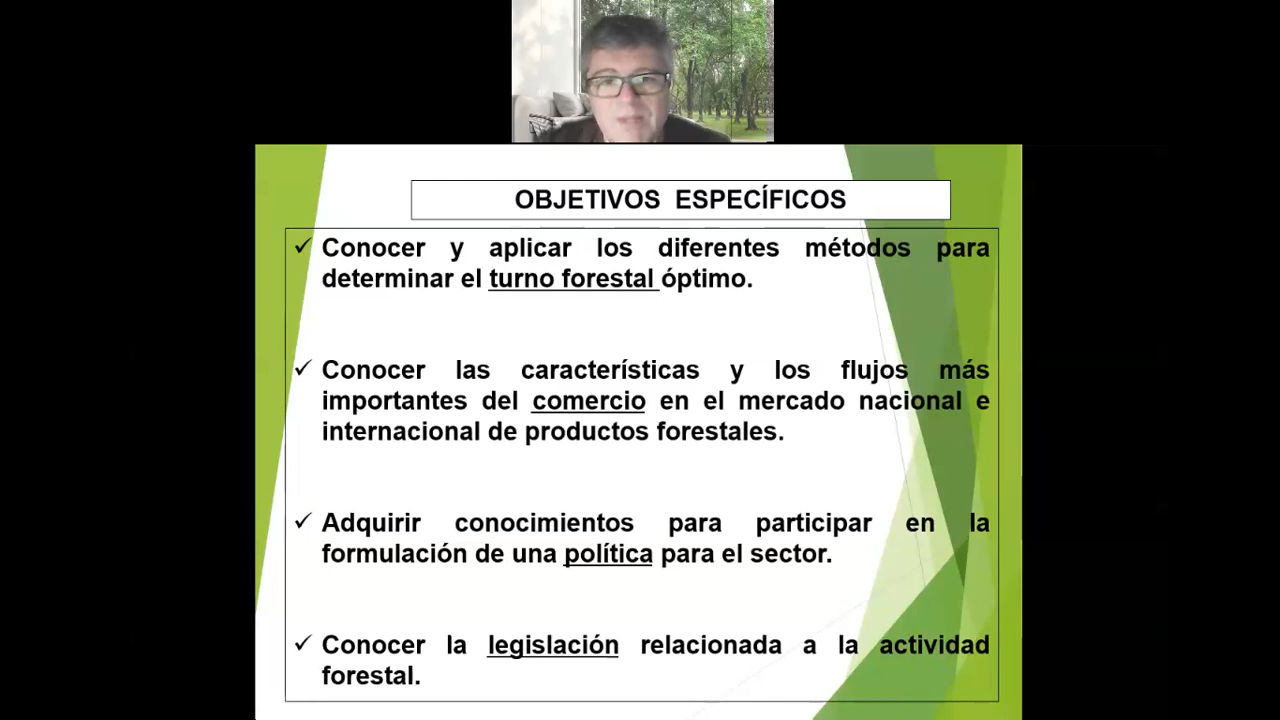 OBJETIVOS ESPECÍFICOS
✓ Conocer y aplicar los diferentes métodos para
determinar el turno forestal óptimo.
✓ Conocer las características y los flujos más
importantes del comercio en el mercado nacional e
internacional de productos forestales.
✓ Adquirir conocimientos para participar en la
formulación de una política para el sector.
✓ Conocer la legislación relacionada a la actividad
forestal.